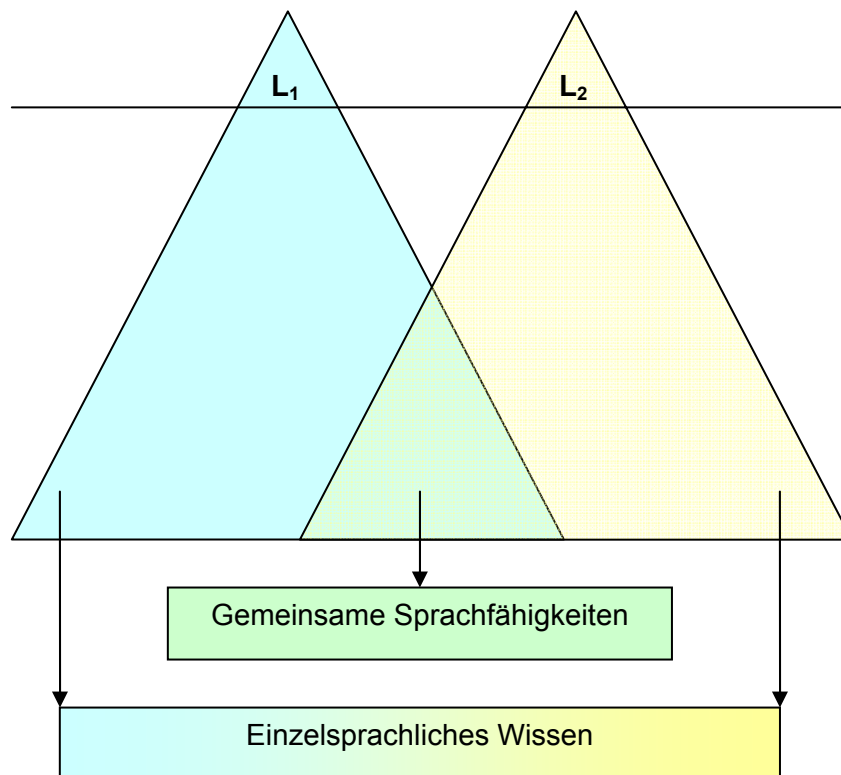 L₁ L₂
Gemeinsame Sprachfähigkeiten
Einzelsprachliches Wissen